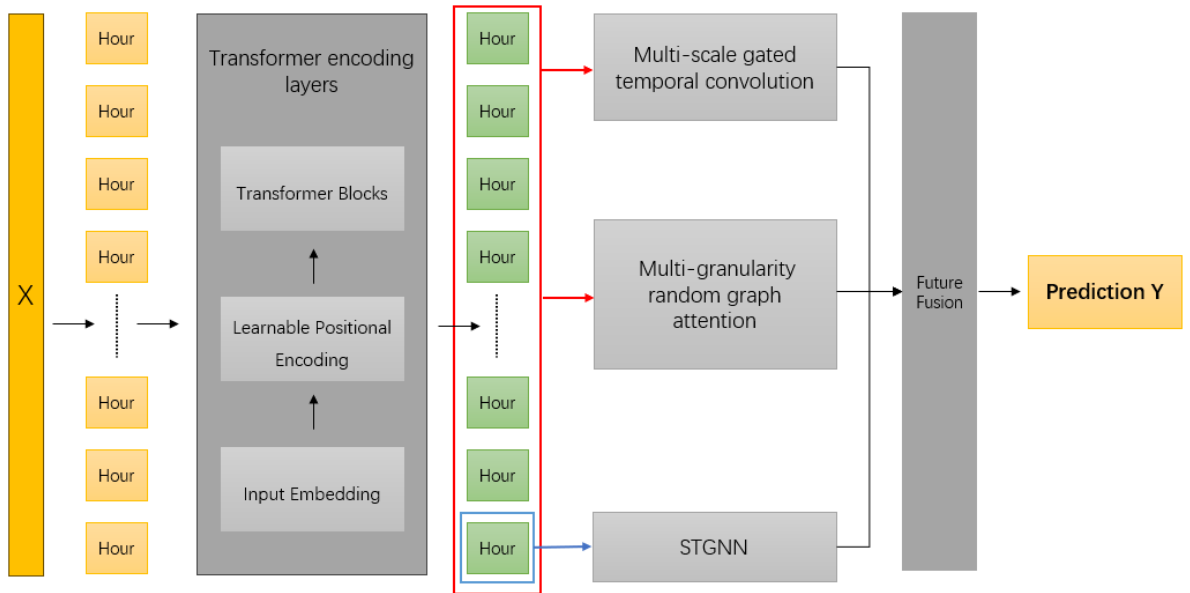 X
Hour
Hour
Hour
Hour
Hour
Hour
Hour
Transformer encoding
layers
Transformer Blocks
Learnable Positional
Encoding
Input Embedding
Hour
Hour
Hour
Hour
Hour
Hour
Hour
Multi-scale gated
temporal convolution
Multi-granularity
random graph
attention
STGNN
Future
Fusion
Prediction Y